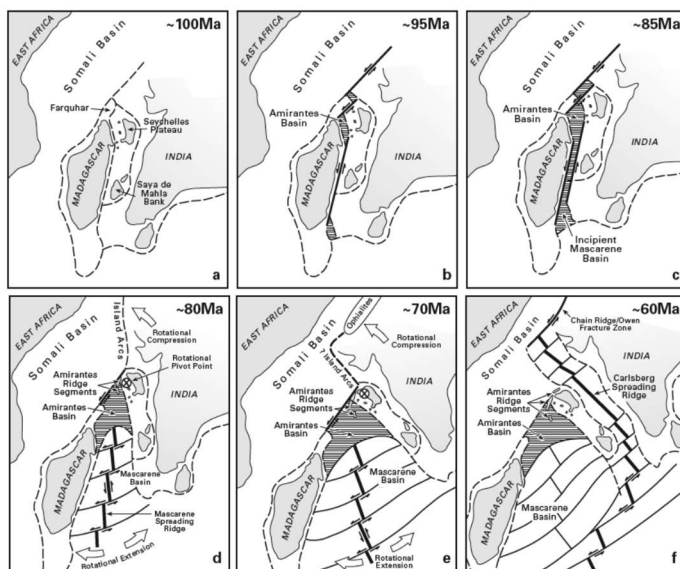 ~100Ma
EAST AFRICA
Somali Basin
Farquhar
Seychelles
Plateau
MADAGASCAR
INDIA
Saya de
Mahla
Bank
a
~95Ma
EAST AFRICA
Somali Basin
Amirantes
Basin
MADAGASCAR
INDIA
b
~85Ma
EAST AFRICA
Somali Basin
Amirantes
Basin
MADAGASCAR
INDIA
Incipient
Mascarene
Basin
c
~80Ma
EAST AFRICA
Somali Basin
Island Arcs
Rotational
Compression
Rotational
Pivot Point
Amirantes
Ridge
Segments
Amirantes
Basin
INDIA
MADAGASCAR
Mascarene
Basin
Mascarene
Spreading
Ridge
Rotational Extension
d
~70Ma
EAST AFRICA
Somali Basin
Ophiolites
Rotational
Compression
? Island Arcs
Amirantes
Ridge
Segments
Amirantes
Basin
INDIA
MADAGASCAR
Mascarene
Basin
Rotational
Extension
e
~60Ma
EAST AFRICA
Somali Basin
Chain Ridge/Owen
Fracture Zone
INDIA
Carlsberg
Spreading
Ridge
Amirantes
Ridge
Segments
Amirantes
Basin
MADAGASCAR
Mascarene
Basin
f